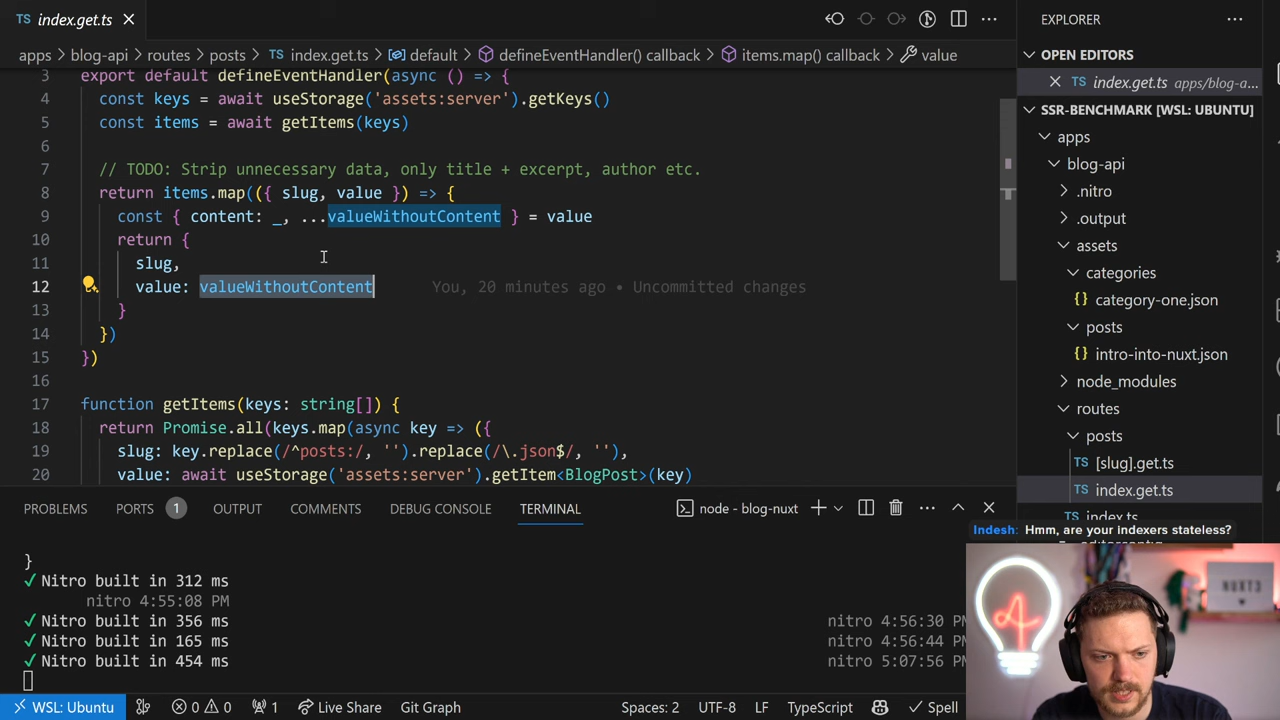 TS index.get.ts
apps > blog-api > routes > posts > TS index.get.ts > default > defineEventHandler() callback > items.map() callback > value
3 export default defineEventHandler(async () => {
4 const keys = await useStorage('assets:server').getKeys()
5 const items = await getItems(keys)
6
7 // TODO: Strip unnecessary data, only title + excerpt, author etc.
8 return items.map(({ slug, value }) => {
9 const { content: _, ...valueWithoutContent } = value
10 return {
11 slug,
12 value: valueWithoutContent You, 20 minutes ago • Uncommitted changes
13 }
14 })
15 })
16
17 function getItems(keys: string[]) {
18 return Promise.all(keys.map(async key => ({
19 slug: key.replace(/^posts:/, '').replace(/\.json$/, ''),
20 value: await useStorage('assets:server').getItem<BlogPost>(key)
EXPLORER
OPEN EDITORS
TS index.get.ts apps/blog-a...
SSR-BENCHMARK [WSL: UBUNTU]
apps
blog-api
.nitro
.output
assets
categories
{} category-one.json
posts
{} intro-into-nuxt.json
node_modules
routes
posts
TS [slug].get.ts
TS index.get.ts
TS index.ts
Indesh: Hmm, are your indexers stateless?
PROBLEMS PORTS 1 OUTPUT COMMENTS DEBUG CONSOLE TERMINAL node - blog-nuxt
}
✓ Nitro built in 312 ms
nitro 4:55:08 PM
✓ Nitro built in 356 ms nitro 4:56:30 PM
✓ Nitro built in 165 ms nitro 4:56:44 PM
✓ Nitro built in 454 ms nitro 5:07:56 PM
NUXT3
WSL: Ubuntu 0 0 1 Live Share Git Graph Spaces: 2 UTF-8 LF TypeScript Spell